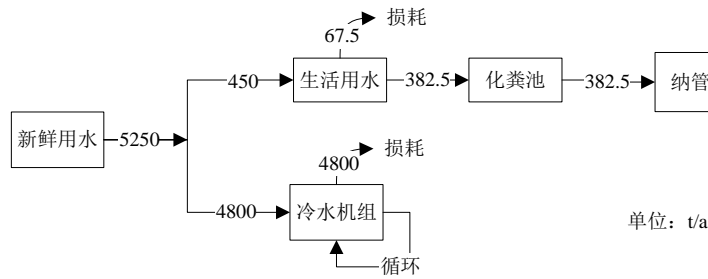 损耗
67.5
450
生活用水
382.5
化粪池
382.5
纳管
新鲜用水
5250
损耗
4800
4800
冷水机组
循环
单位：t/a